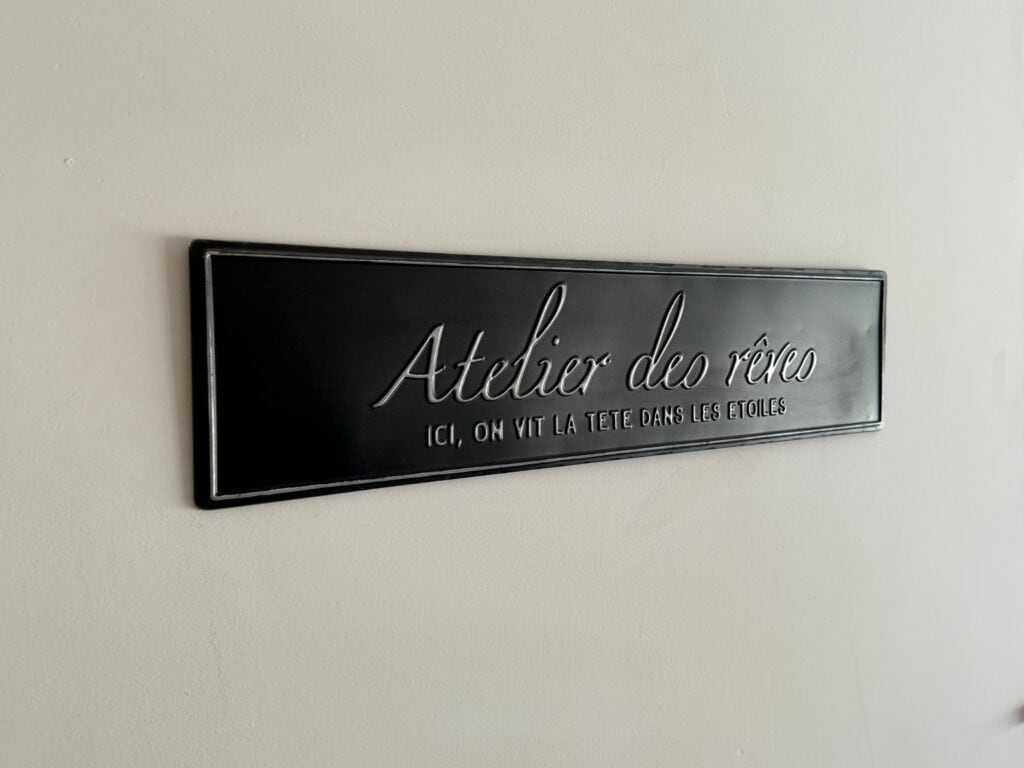 Atelier des rêves
ICI, ON VIT LA TETE DANS LES ETOILES